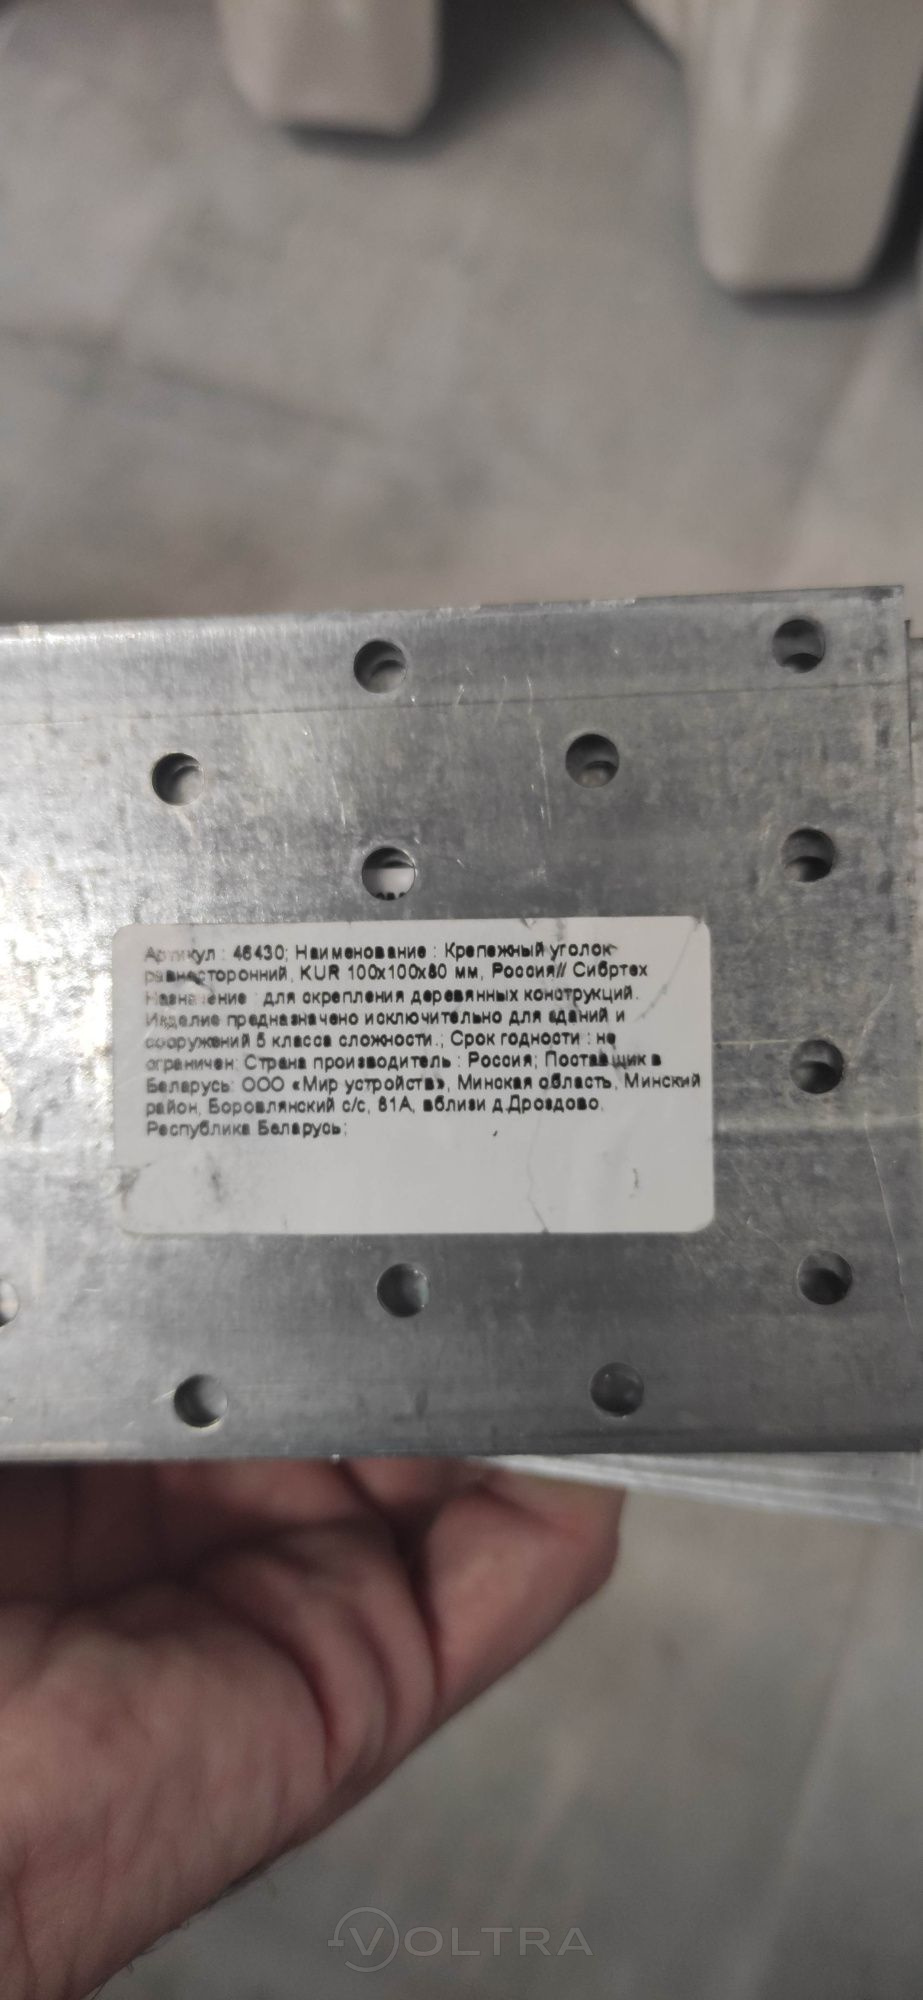 Артикул : 46430; Наименование : Крепежный уголок
равносторонний, KUR 100x100x80 мм, Россия// Сибртех
Назначение : для скрепления деревянных конструкций.
Изделие предназначено исключительно для зданий и
сооружений 5 класса сложности.; Срок годности : не
ограничен; Страна производитель : Россия; Поставщик в
Беларусь: ООО «Мир устройств», Минская область, Минский
район, Боровлянский с/с, 81А, вблизи д.Дроздово,
Республика Беларусь;
VOLTRA